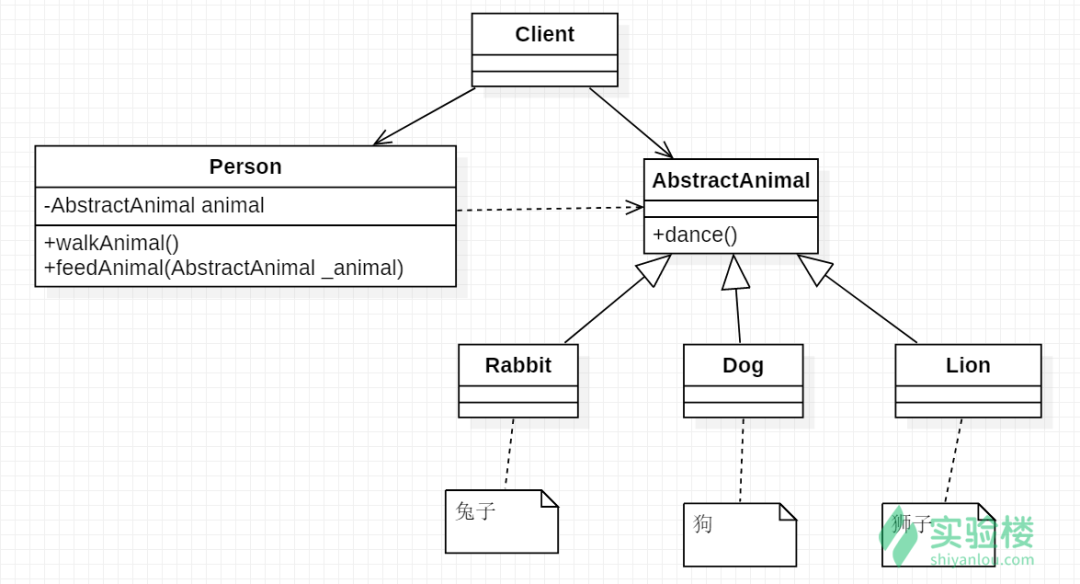 Client
Person
-AbstractAnimal animal
+walkAnimal()
+feedAnimal(AbstractAnimal _animal)
AbstractAnimal
+dance()
Rabbit
Dog
Lion
兔子
狗
狮子
实验楼
shiyanlou.com